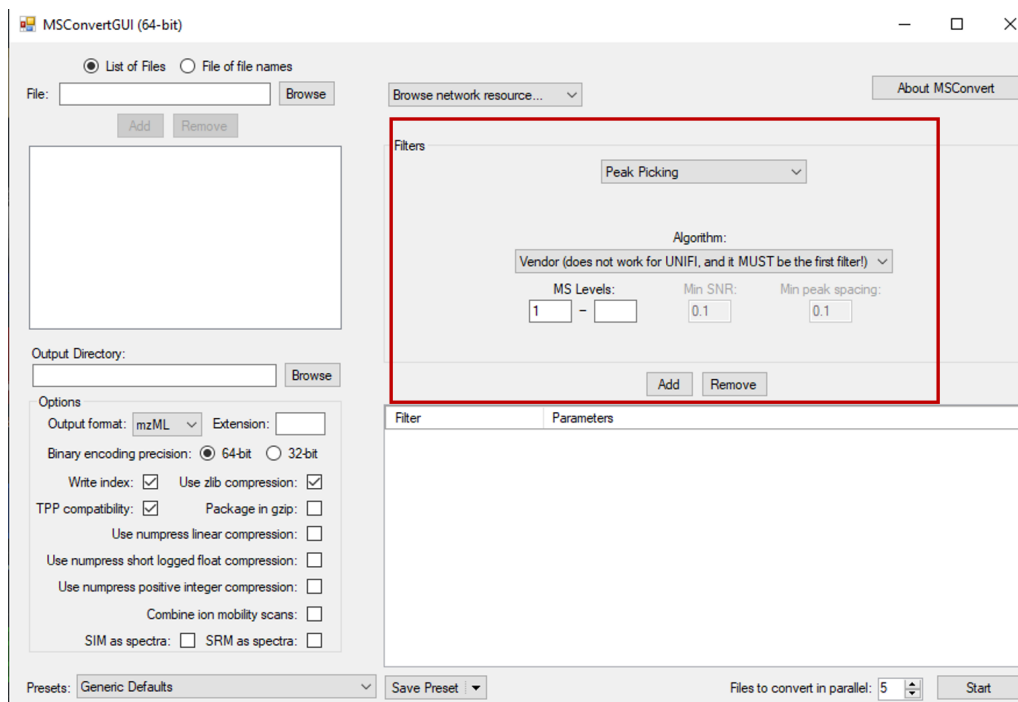 MSConvertGUI (64-bit)
List of Files File of file names
File: Browse
Add Remove
Browse network resource...
About MSConvert
Filters
Peak Picking
Algorithm:
Vendor (does not work for UNIFI, and it MUST be the first filter!)
MS Levels: Min SNR: Min peak spacing:
1 - 0.1 0.1
Add Remove
Output Directory:
Browse
Options
Output format: mzML Extension:
Binary encoding precision: 64-bit 32-bit
Write index: Use zlib compression:
TPP compatibility: Package in gzip:
Use numpress linear compression:
Use numpress short logged float compression:
Use numpress positive integer compression:
Combine ion mobility scans:
SIM as spectra: SRM as spectra:
Filter Parameters
Presets: Generic Defaults
Save Preset
Files to convert in parallel: 5
Start